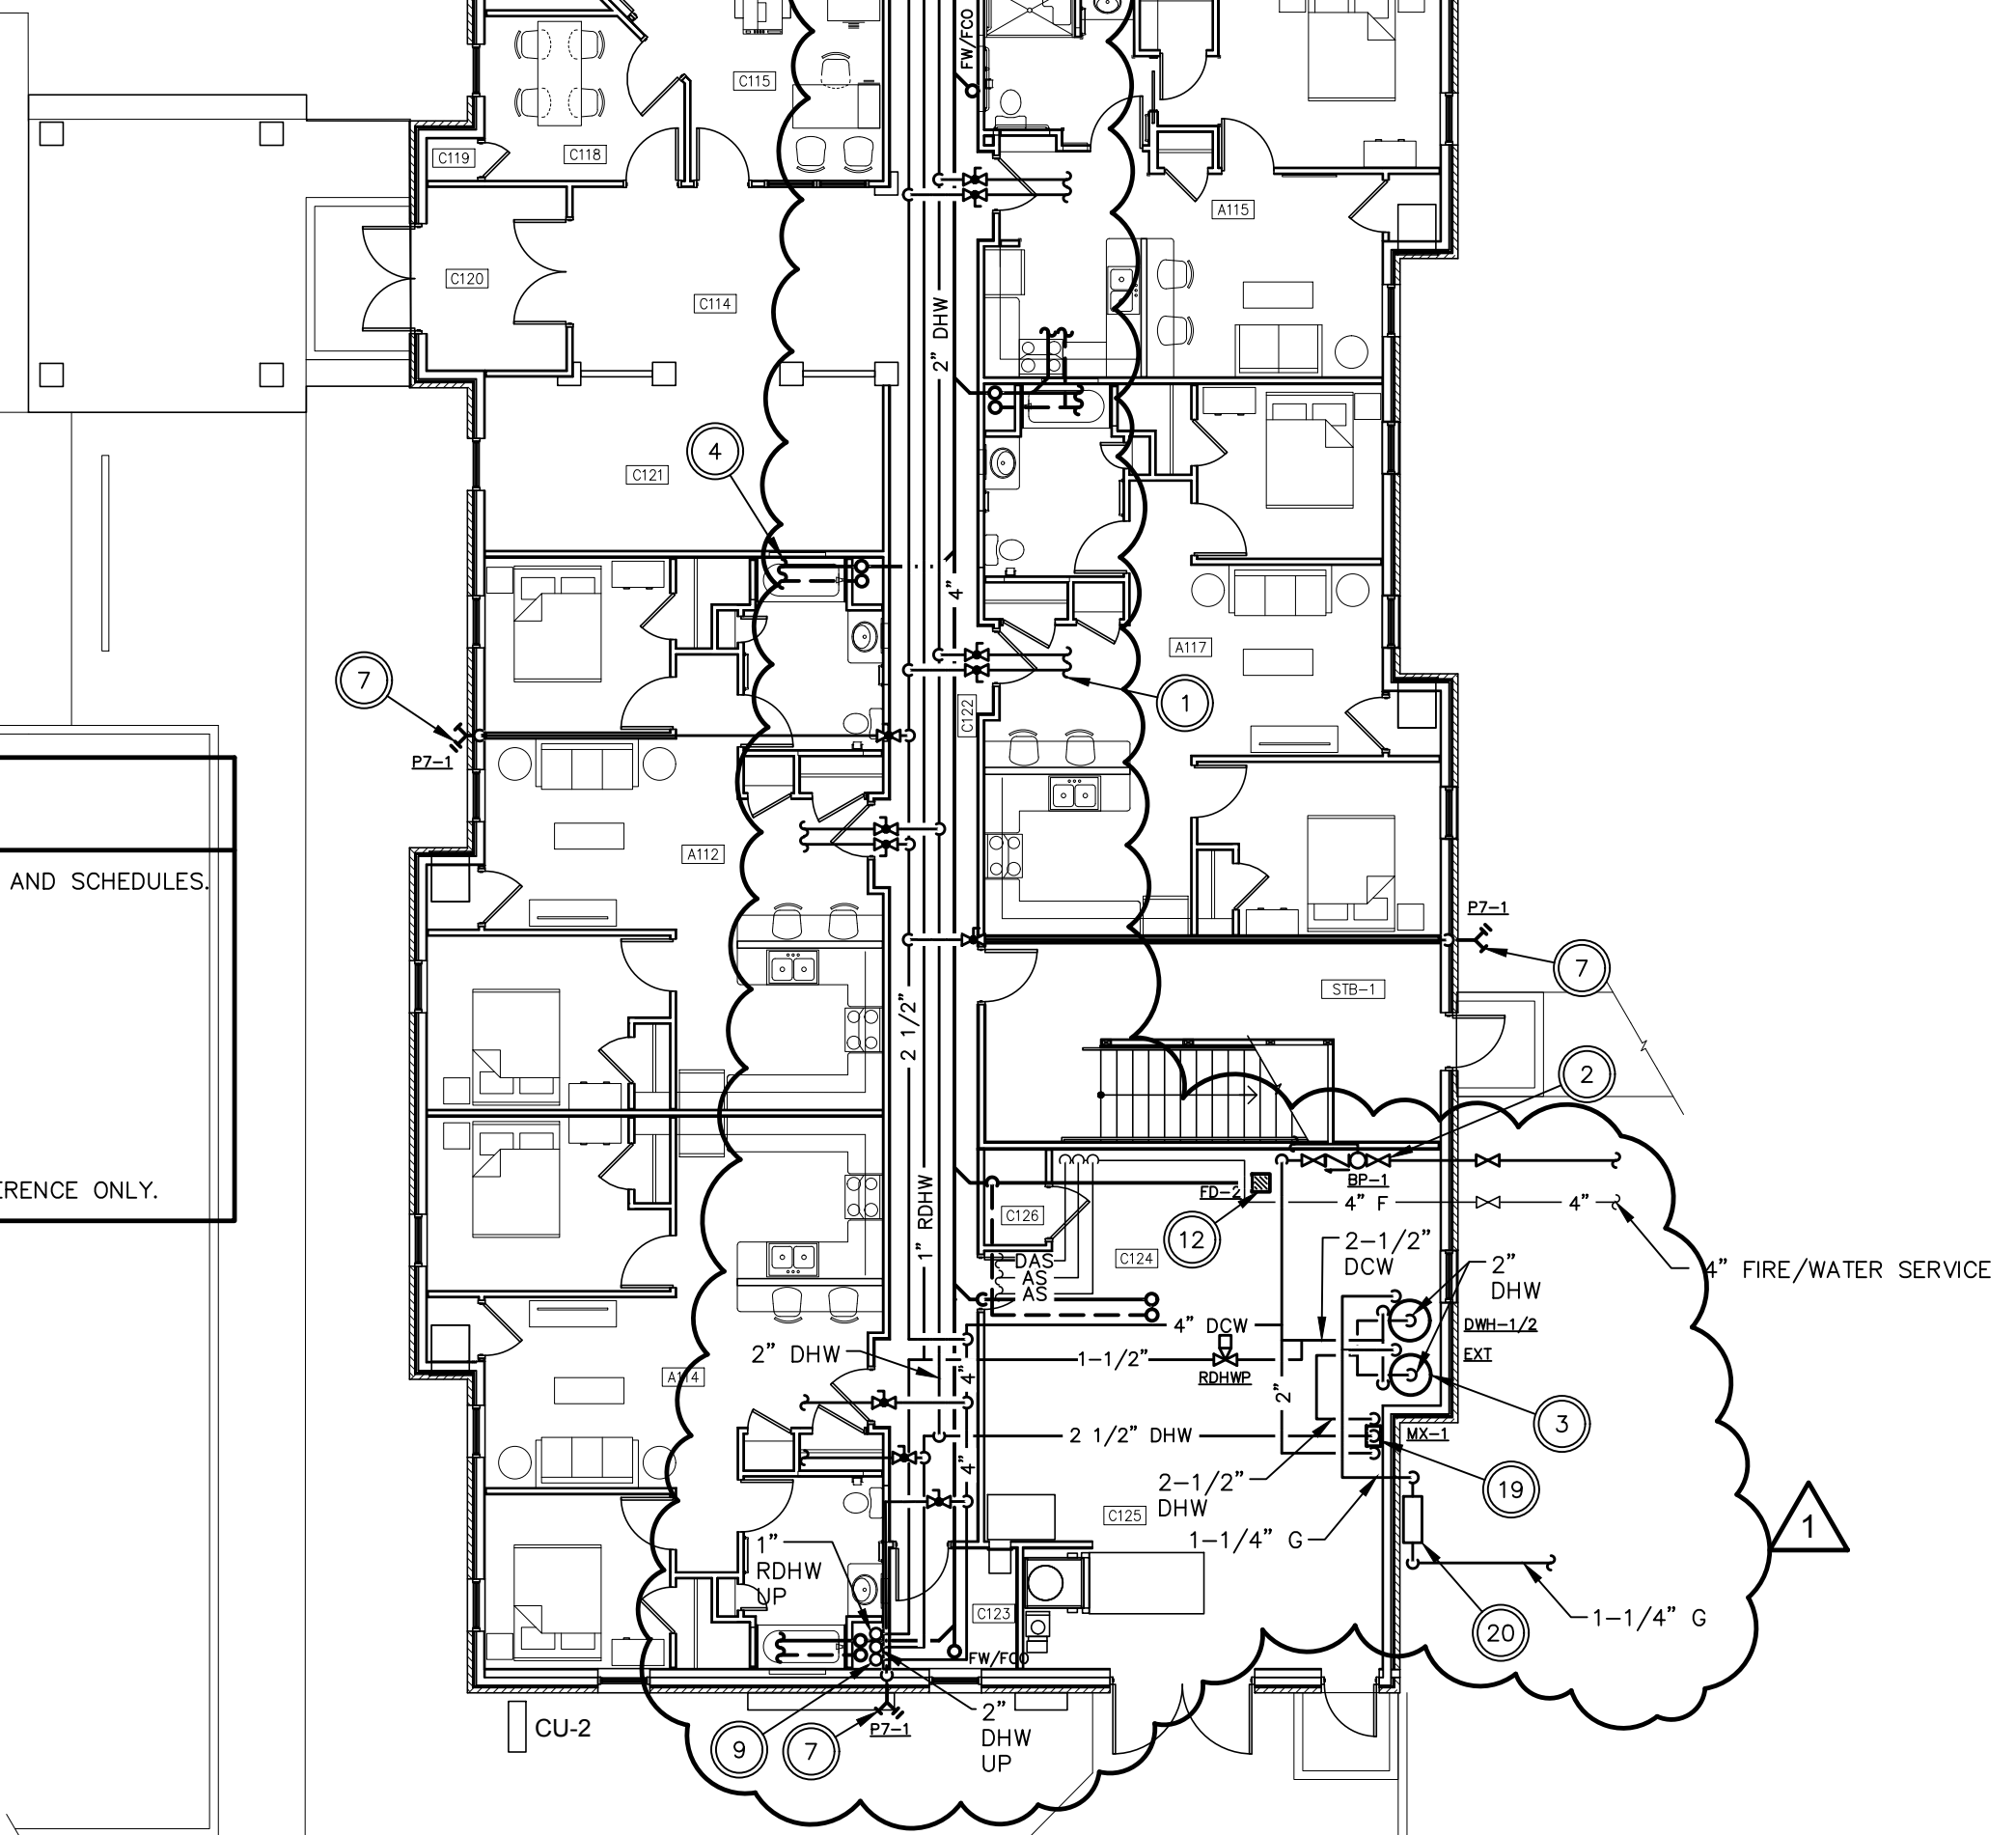 FW/FCO
C115
C119
C118
A115
C120
C114
2" DHW
4
C121
4"
7
P7-1
A117
1
C122
AND SCHEDULES.
A112
P7-1
7
STB-1
2 1/2"
2
ERENCE ONLY.
1" RDHW
FD-2
BP-1
4" F
4"
C126
12
C124
2-1/2"
DCW
2"
DHW
4" FIRE/WATER SERVICE
DAS
AS
AS
4" DCW
DWH-1/2
EXT
2" DHW
1-1/2"
RDHWP
4"
A114
2"
3
2 1/2" DHW
MX-1
4"
2-1/2"
DHW
19
C125
1-1/4" G
1
1"
RDHW
UP
C123
1-1/4" G
20
FW/FCO
CU-2
9
7
P7-1
2"
DHW
UP